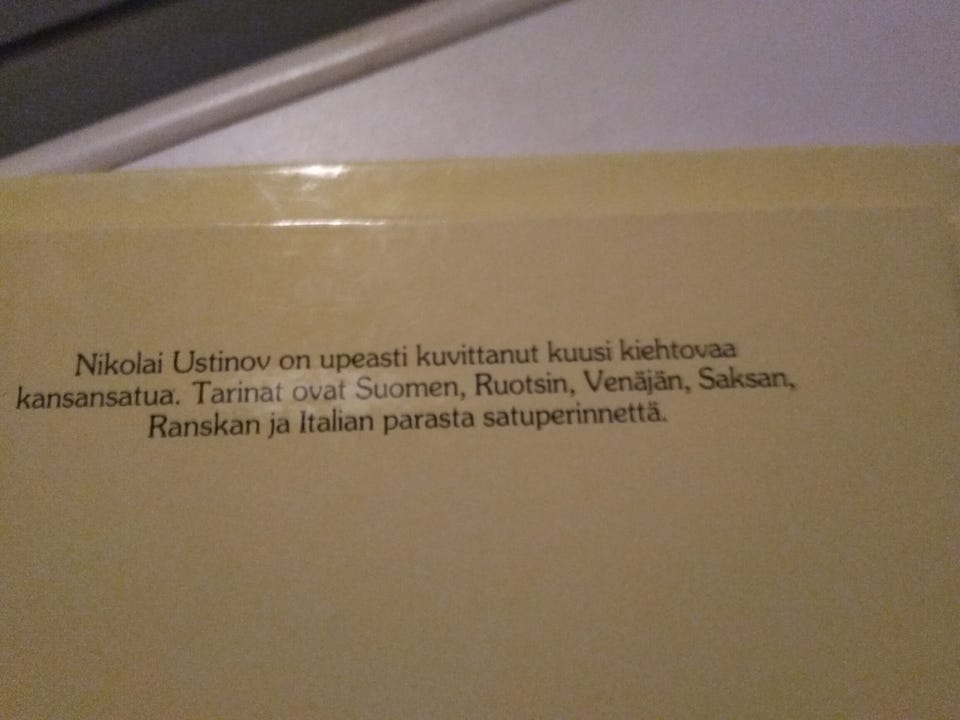 Nikolai Ustinov on upeasti kuvittanut kuusi kiehtovaa
kansansatua. Tarinat ovat Suomen, Ruotsin, Venäjän, Saksan,
Ranskan ja Italian parasta satuperinnettä.